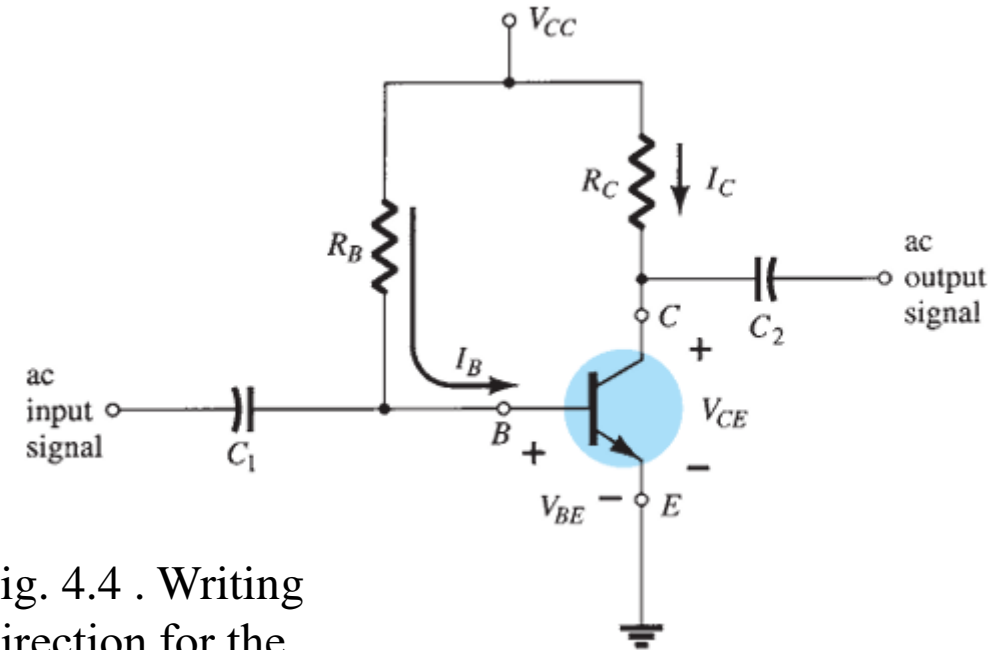 V_CC
R_C
I_C
R_B
ac
output
signal
C
C_2
+
I_B
ac
input
signal
V_CE
B
C_1
+
−
V_BE
−
E
ig. 4.4 . Writing
irection for the